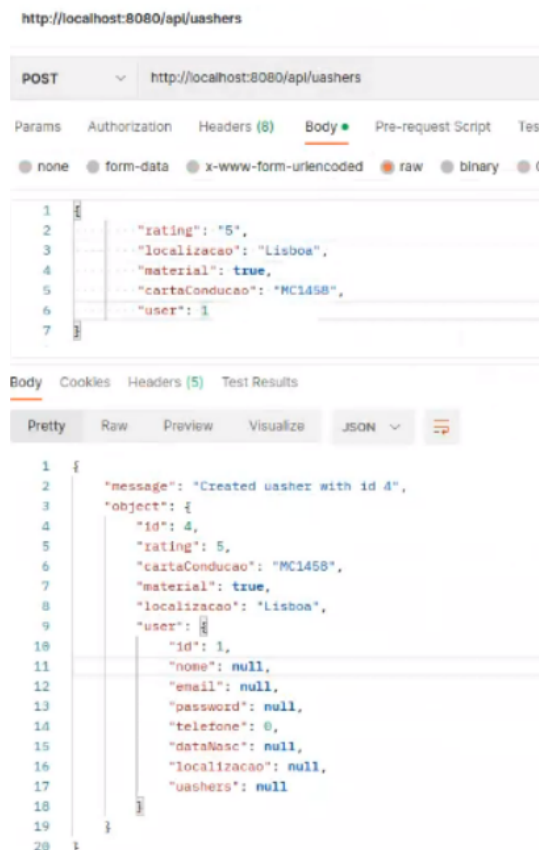 http://localhost:8080/api/uashers
POST http://localhost:8080/api/uashers
Params Authorization Headers (8) Body Pre-request Script Tes
none form-data x-www-form-urlencoded raw binary
1 {
2 "rating": "5",
3 "localizacao": "Lisboa",
4 "material": true,
5 "cartaConducao": "MC1458",
6 "user": 1
7 }
Body Cookies Headers (5) Test Results
Pretty Raw Preview Visualize JSON
1 {
2 "message": "Created uasher with id 4",
3 "object": {
4 "id": 4,
5 "rating": 5,
6 "cartaConducao": "MC1458",
7 "material": true,
8 "localizacao": "Lisboa",
9 "user": {
10 "id": 1,
11 "nome": null,
12 "email": null,
13 "password": null,
14 "telefone": 0,
15 "dataNasc": null,
16 "localizacao": null,
17 "uashers": null
18 }
19 }
20 }